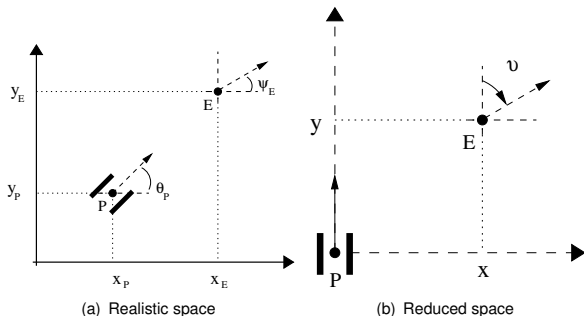 y_E
E
ψ_E
y_P
P
θ_P
x_P
x_E
(a) Realistic space
υ
y
E
P
x
(b) Reduced space